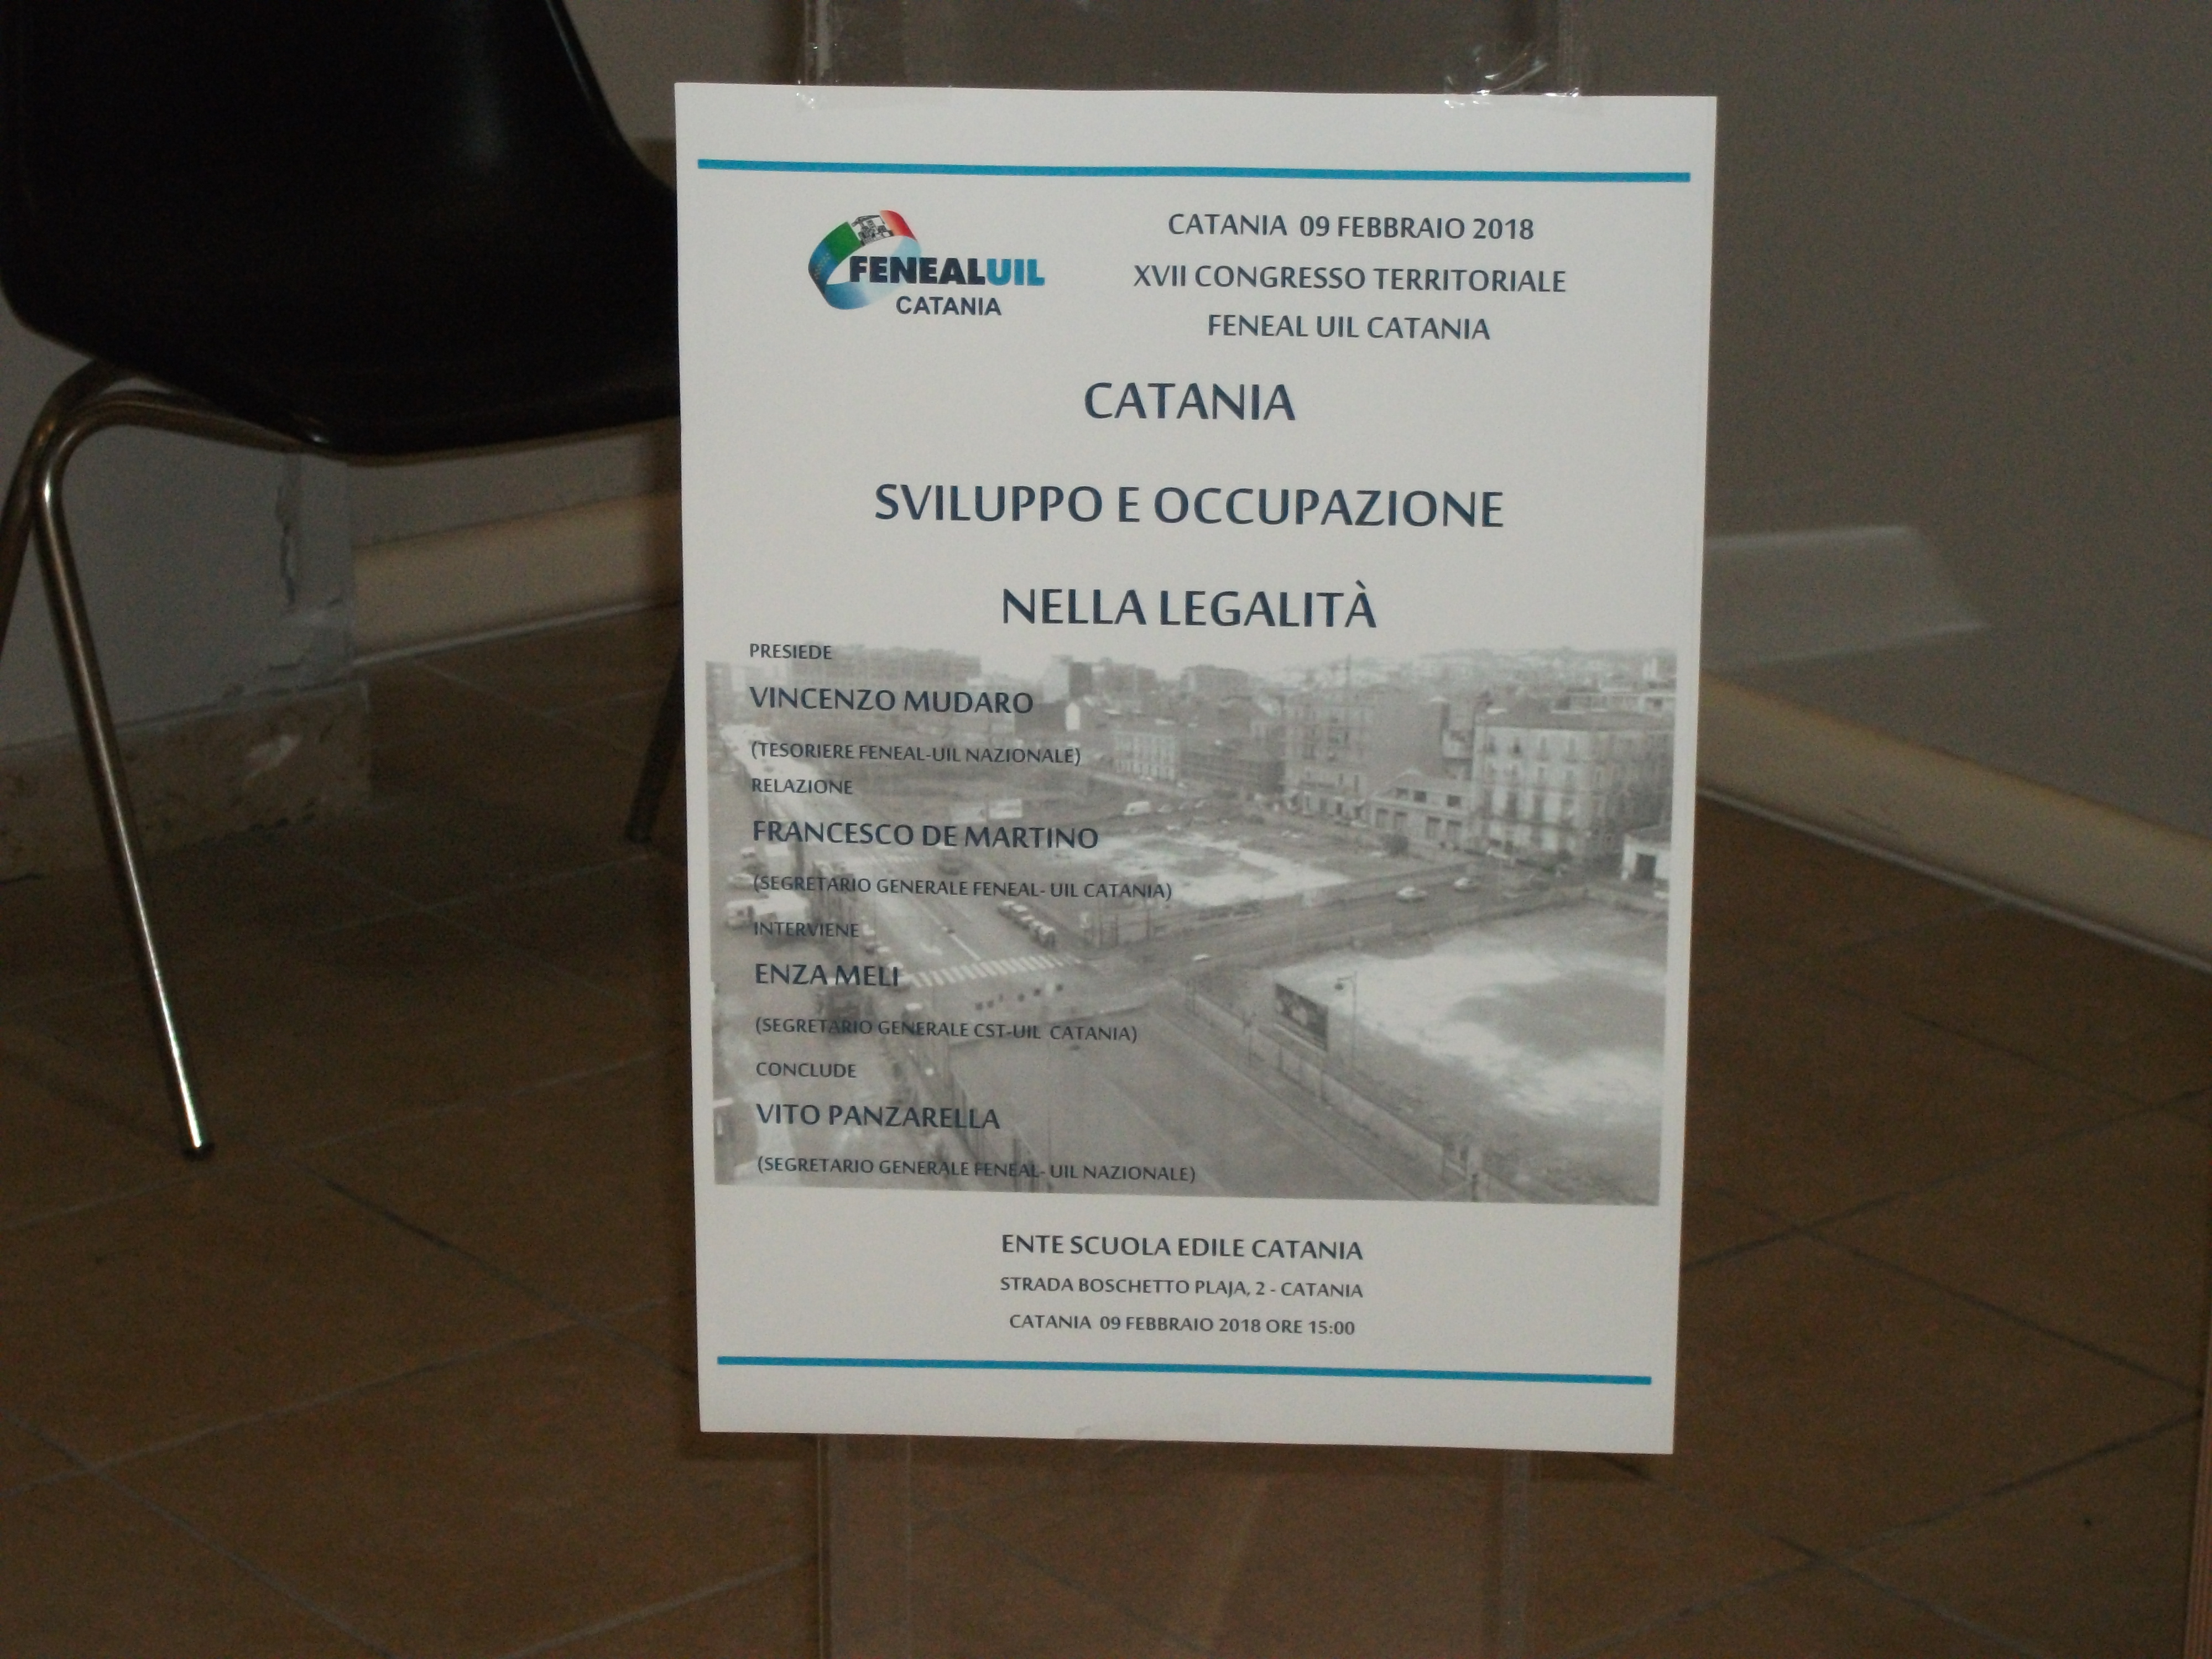 FENEALUIL
CATANIA
CATANIA 09 FEBBRAIO 2018
XVII CONGRESSO TERRITORIALE
FENEAL UIL CATANIA
CATANIA
SVILUPPO E OCCUPAZIONE
NELLA LEGALITÀ
PRESIEDE
VINCENZO MUDARO
(TESORIERE FENEAL-UIL NAZIONALE)
RELAZIONE
FRANCESCO DE MARTINO
(SEGRETARIO GENERALE FENEAL- UIL CATANIA)
INTERVIENE
ENZA MELI
(SEGRETARIO GENERALE CST-UIL CATANIA)
CONCLUDE
VITO PANZARELLA
(SEGRETARIO GENERALE FENEAL- UIL NAZIONALE)
ENTE SCUOLA EDILE CATANIA
STRADA BOSCHETTO PLAJA, 2 - CATANIA
CATANIA 09 FEBBRAIO 2018 ORE 15:00